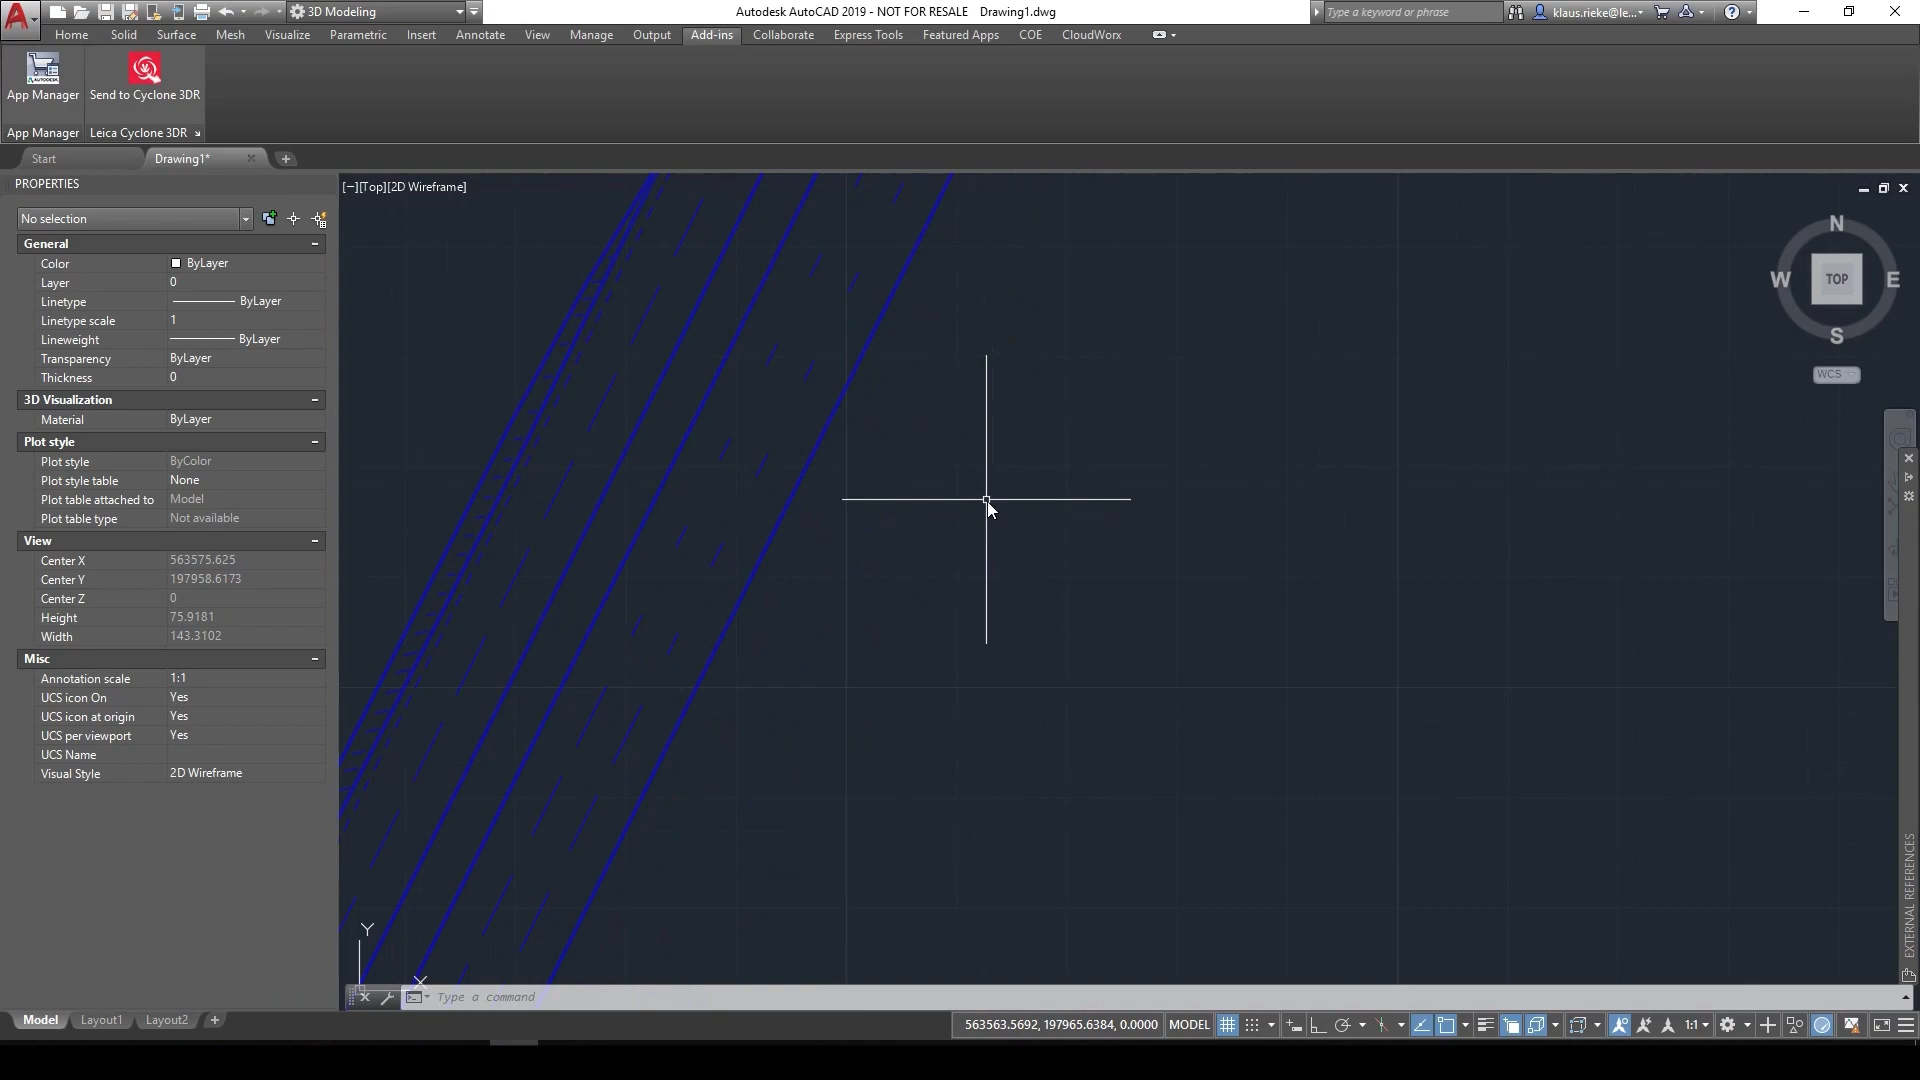 3D Modeling
Autodesk AutoCAD 2019 - NOT FOR RESALE Drawing1.dwg
Type a keyword or phrase
klaus.rieke@le...
Home Solid Surface Mesh Visualize Parametric Insert Annotate View Manage Output Add-ins Collaborate Express Tools Featured Apps COE CloudWorx
App Manager Send to Cyclone 3DR
App Manager Leica Cyclone 3DR
Start Drawing1*
PROPERTIES
[−][Top][2D Wireframe]
No selection
General
Color ByLayer
Layer 0
Linetype ByLayer
Linetype scale 1
Lineweight ByLayer
Transparency ByLayer
Thickness 0
3D Visualization
Material ByLayer
Plot style
Plot style ByColor
Plot style table None
Plot table attached to Model
Plot table type Not available
View
Center X 563575.625
Center Y 197958.6173
Center Z 0
Height 75.9181
Width 143.3102
Misc
Annotation scale 1:1
UCS icon On Yes
UCS icon at origin Yes
UCS per viewport Yes
UCS Name
Visual Style 2D Wireframe
N
W TOP E
S
WCS
EXTERNAL REFERENCES
Y
X
Type a command
Model Layout1 Layout2
563563.5692, 197965.6384, 0.0000 MODEL 1:1